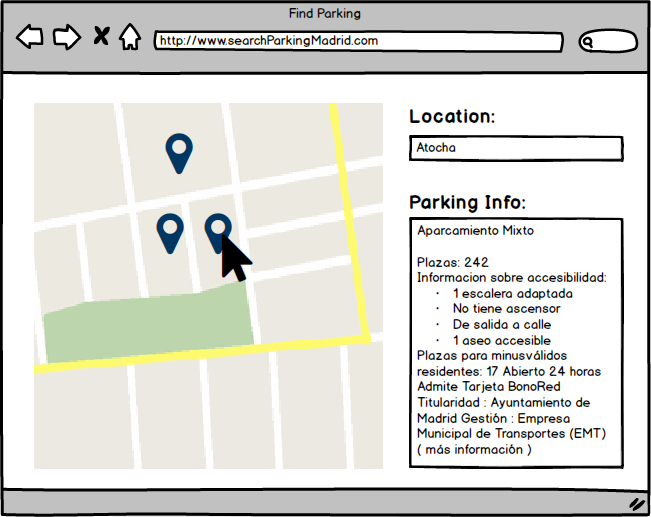 Find Parking
http://www.searchParkingMadrid.com
Location:
Atocha
Parking Info:
Aparcamiento Mixto
Plazas: 242
Informacion sobre accesibilidad:
• 1 escalera adaptada
• No tiene ascensor
• De salida a calle
• 1 aseo accesible
Plazas para minusválidos
residentes: 17 Abierto 24 horas
Admite Tarjeta BonoRed
Titularidad : Ayuntamiento de
Madrid Gestión : Empresa
Municipal de Transportes (EMT)
( más información )